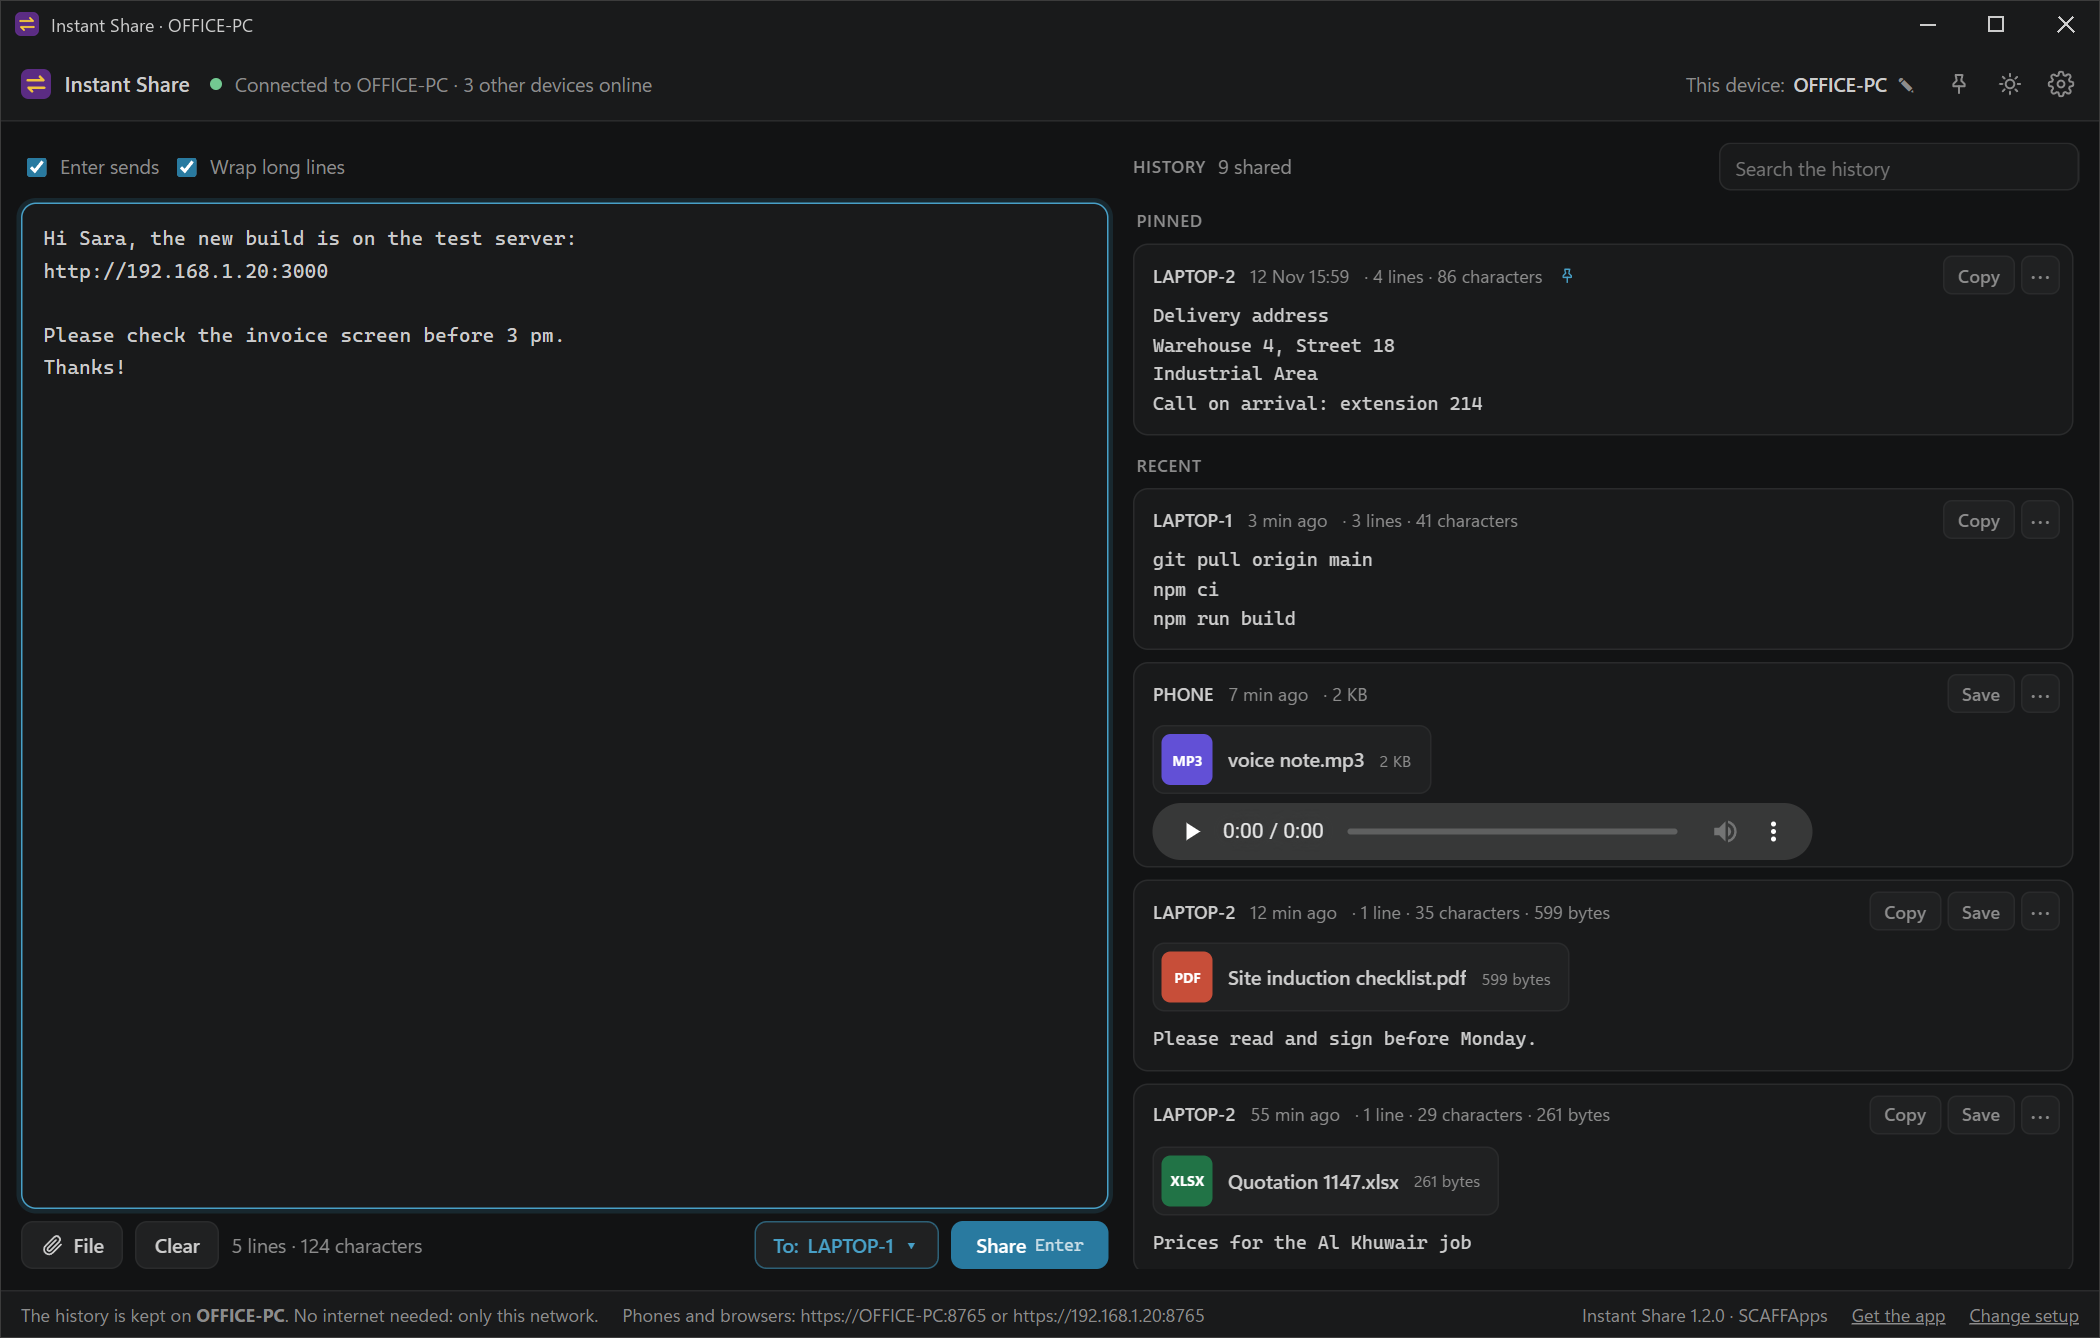 Instant Share · OFFICE-PC
Instant Share
Connected to OFFICE-PC · 3 other devices online
This device: OFFICE-PC
Enter sends
Wrap long lines
Hi Sara, the new build is on the test server:
http://192.168.1.20:3000
Please check the invoice screen before 3 pm.
Thanks!
File
Clear
5 lines · 124 characters
To: LAPTOP-1
Share Enter
HISTORY 9 shared
Search the history
PINNED
LAPTOP-2 12 Nov 15:59 · 4 lines · 86 characters
Copy
...
Delivery address
Warehouse 4, Street 18
Industrial Area
Call on arrival: extension 214
RECENT
LAPTOP-1 3 min ago · 3 lines · 41 characters
Copy
...
git pull origin main
npm ci
npm run build
PHONE 7 min ago · 2 KB
Save
...
MP3
voice note.mp3 2 KB
0:00 / 0:00
LAPTOP-2 12 min ago · 1 line · 35 characters · 599 bytes
Copy
Save
...
PDF
Site induction checklist.pdf 599 bytes
Please read and sign before Monday.
LAPTOP-2 55 min ago · 1 line · 29 characters · 261 bytes
Copy
Save
...
XLSX
Quotation 1147.xlsx 261 bytes
Prices for the Al Khuwair job
The history is kept on OFFICE-PC. No internet needed: only this network.
Phones and browsers: https://OFFICE-PC:8765 or https://192.168.1.20:8765
Instant Share 1.2.0 · SCAFFApps
Get the app
Change setup